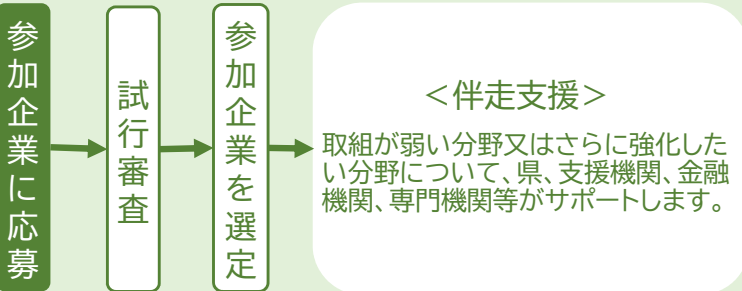 参加企業に応募
試行審査
参加企業を選定
＜伴走支援＞
取組が弱い分野又はさらに強化した
い分野について、県、支援機関、金融
機関、専門機関等がサポートします。